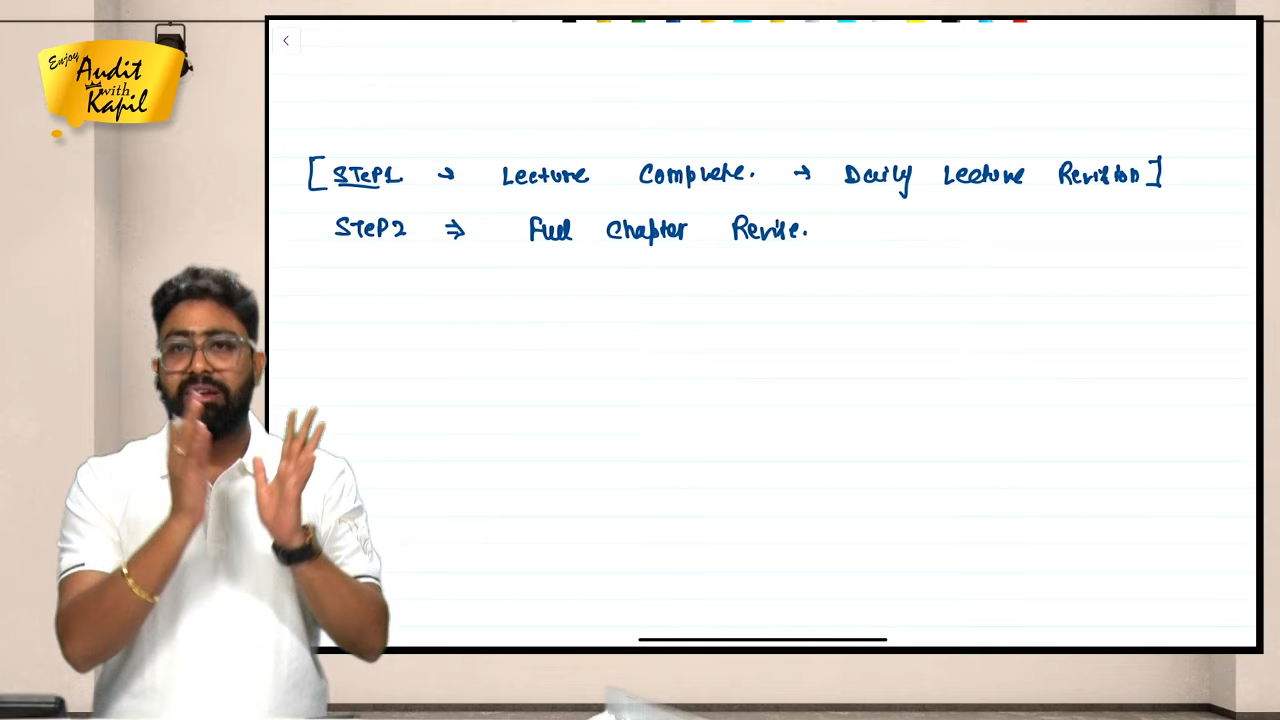 Enjoy
Audit
with
Kapil
[STeP1 → Lecture Complete. → Daily Lecture Revision]
STeP2 ⇒ Full Chapter Revise.